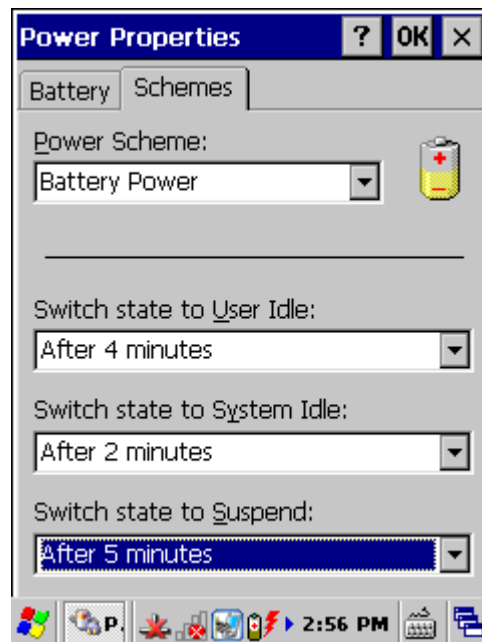 Power Properties ? OK ×
Battery Schemes
Power Scheme:
Battery Power
Switch state to User Idle:
After 4 minutes
Switch state to System Idle:
After 2 minutes
Switch state to Suspend:
After 5 minutes
P. 2:56 PM